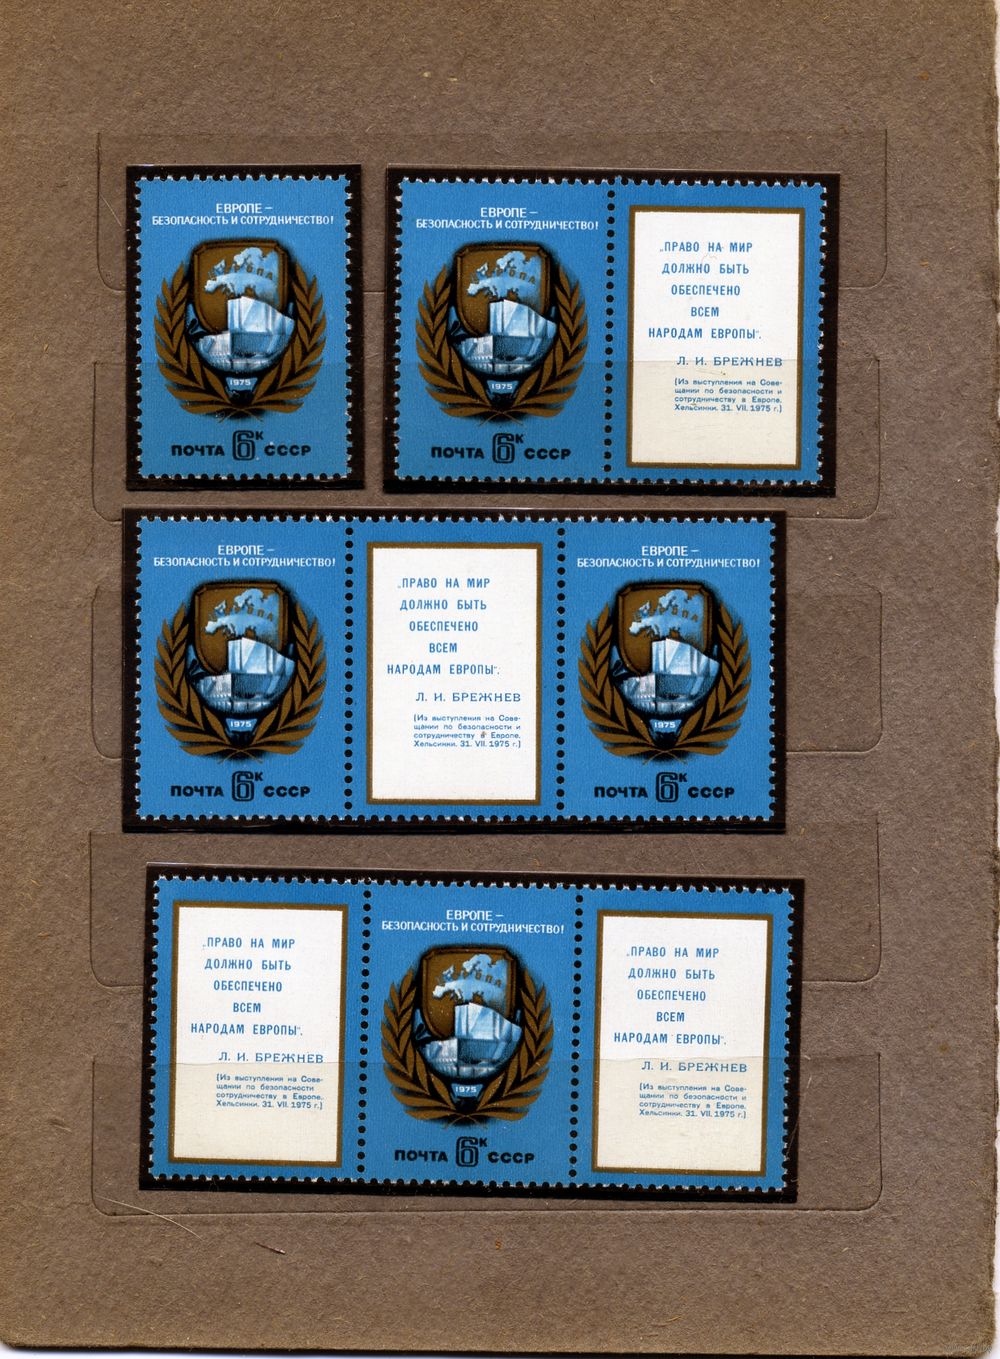 ЕВРОПЕ —
БЕЗОПАСНОСТЬ И СОТРУДНИЧЕСТВО!
ЕВРОПА
1975
ПОЧТА 6К СССР
ЕВРОПЕ —
БЕЗОПАСНОСТЬ И СОТРУДНИЧЕСТВО!
ЕВРОПА
1975
ПОЧТА 6К СССР
„ПРАВО НА МИР
ДОЛЖНО БЫТЬ
ОБЕСПЕЧЕНО
ВСЕМ
НАРОДАМ ЕВРОПЫ“.
Л. И. БРЕЖНЕВ
(Из выступления на Сове-
щании по безопасности и
сотрудничеству в Европе.
Хельсинки. 31. VII. 1975 г.)
ЕВРОПЕ —
БЕЗОПАСНОСТЬ И СОТРУДНИЧЕСТВО!
ЕВРОПА
1975
ПОЧТА 6К СССР
„ПРАВО НА МИР
ДОЛЖНО БЫТЬ
ОБЕСПЕЧЕНО
ВСЕМ
НАРОДАМ ЕВРОПЫ“.
Л. И. БРЕЖНЕВ
(Из выступления на Сове-
щании по безопасности и
сотрудничеству в Европе.
Хельсинки. 31. VII. 1975 г.)
ЕВРОПЕ —
БЕЗОПАСНОСТЬ И СОТРУДНИЧЕСТВО!
ЕВРОПА
1975
ПОЧТА 6К СССР
„ПРАВО НА МИР
ДОЛЖНО БЫТЬ
ОБЕСПЕЧЕНО
ВСЕМ
НАРОДАМ ЕВРОПЫ“.
Л. И. БРЕЖНЕВ
(Из выступления на Сове-
щании по безопасности
сотрудничеству в Европе.
Хельсинки. 31. VII. 1975 г.)
ЕВРОПЕ —
БЕЗОПАСНОСТЬ И СОТРУДНИЧЕСТВО!
ЕВРОПА
1975
ПОЧТА 6К СССР
„ПРАВО НА МИР
ДОЛЖНО БЫТЬ
ОБЕСПЕЧЕНО
ВСЕМ
НАРОДАМ ЕВРОПЫ“.
Л. И. БРЕЖНЕВ
(Из выступления на Сове-
щании по безопасности и
сотрудничеству в Европе.
Хельсинки. 31. VII. 1975 г.)